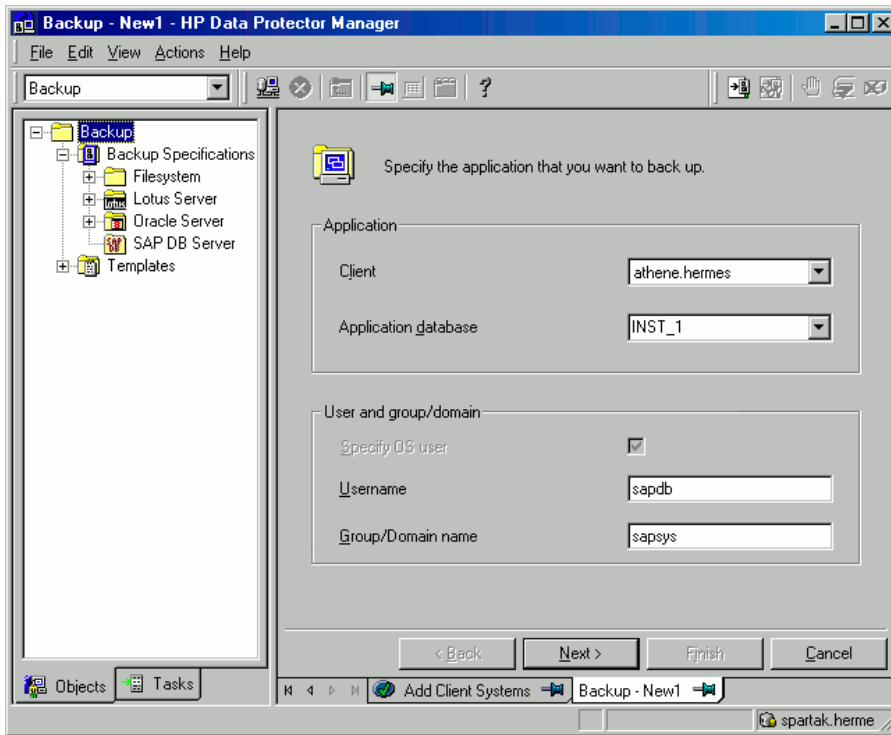 Backup - New1 - HP Data Protector Manager
File Edit View Actions Help
Backup
?
Backup
Backup Specifications
Filesystem
Lotus Server
Oracle Server
SAP DB Server
Templates
Specify the application that you want to back up.
Application
Client
athene.hermes
Application database
INST_1
User and group/domain
Specify OS user
Username
sapdb
Group/Domain name
sapsys
< Back
Next >
Finish
Cancel
Objects
Tasks
Add Client Systems
Backup - New1
spartak.herme